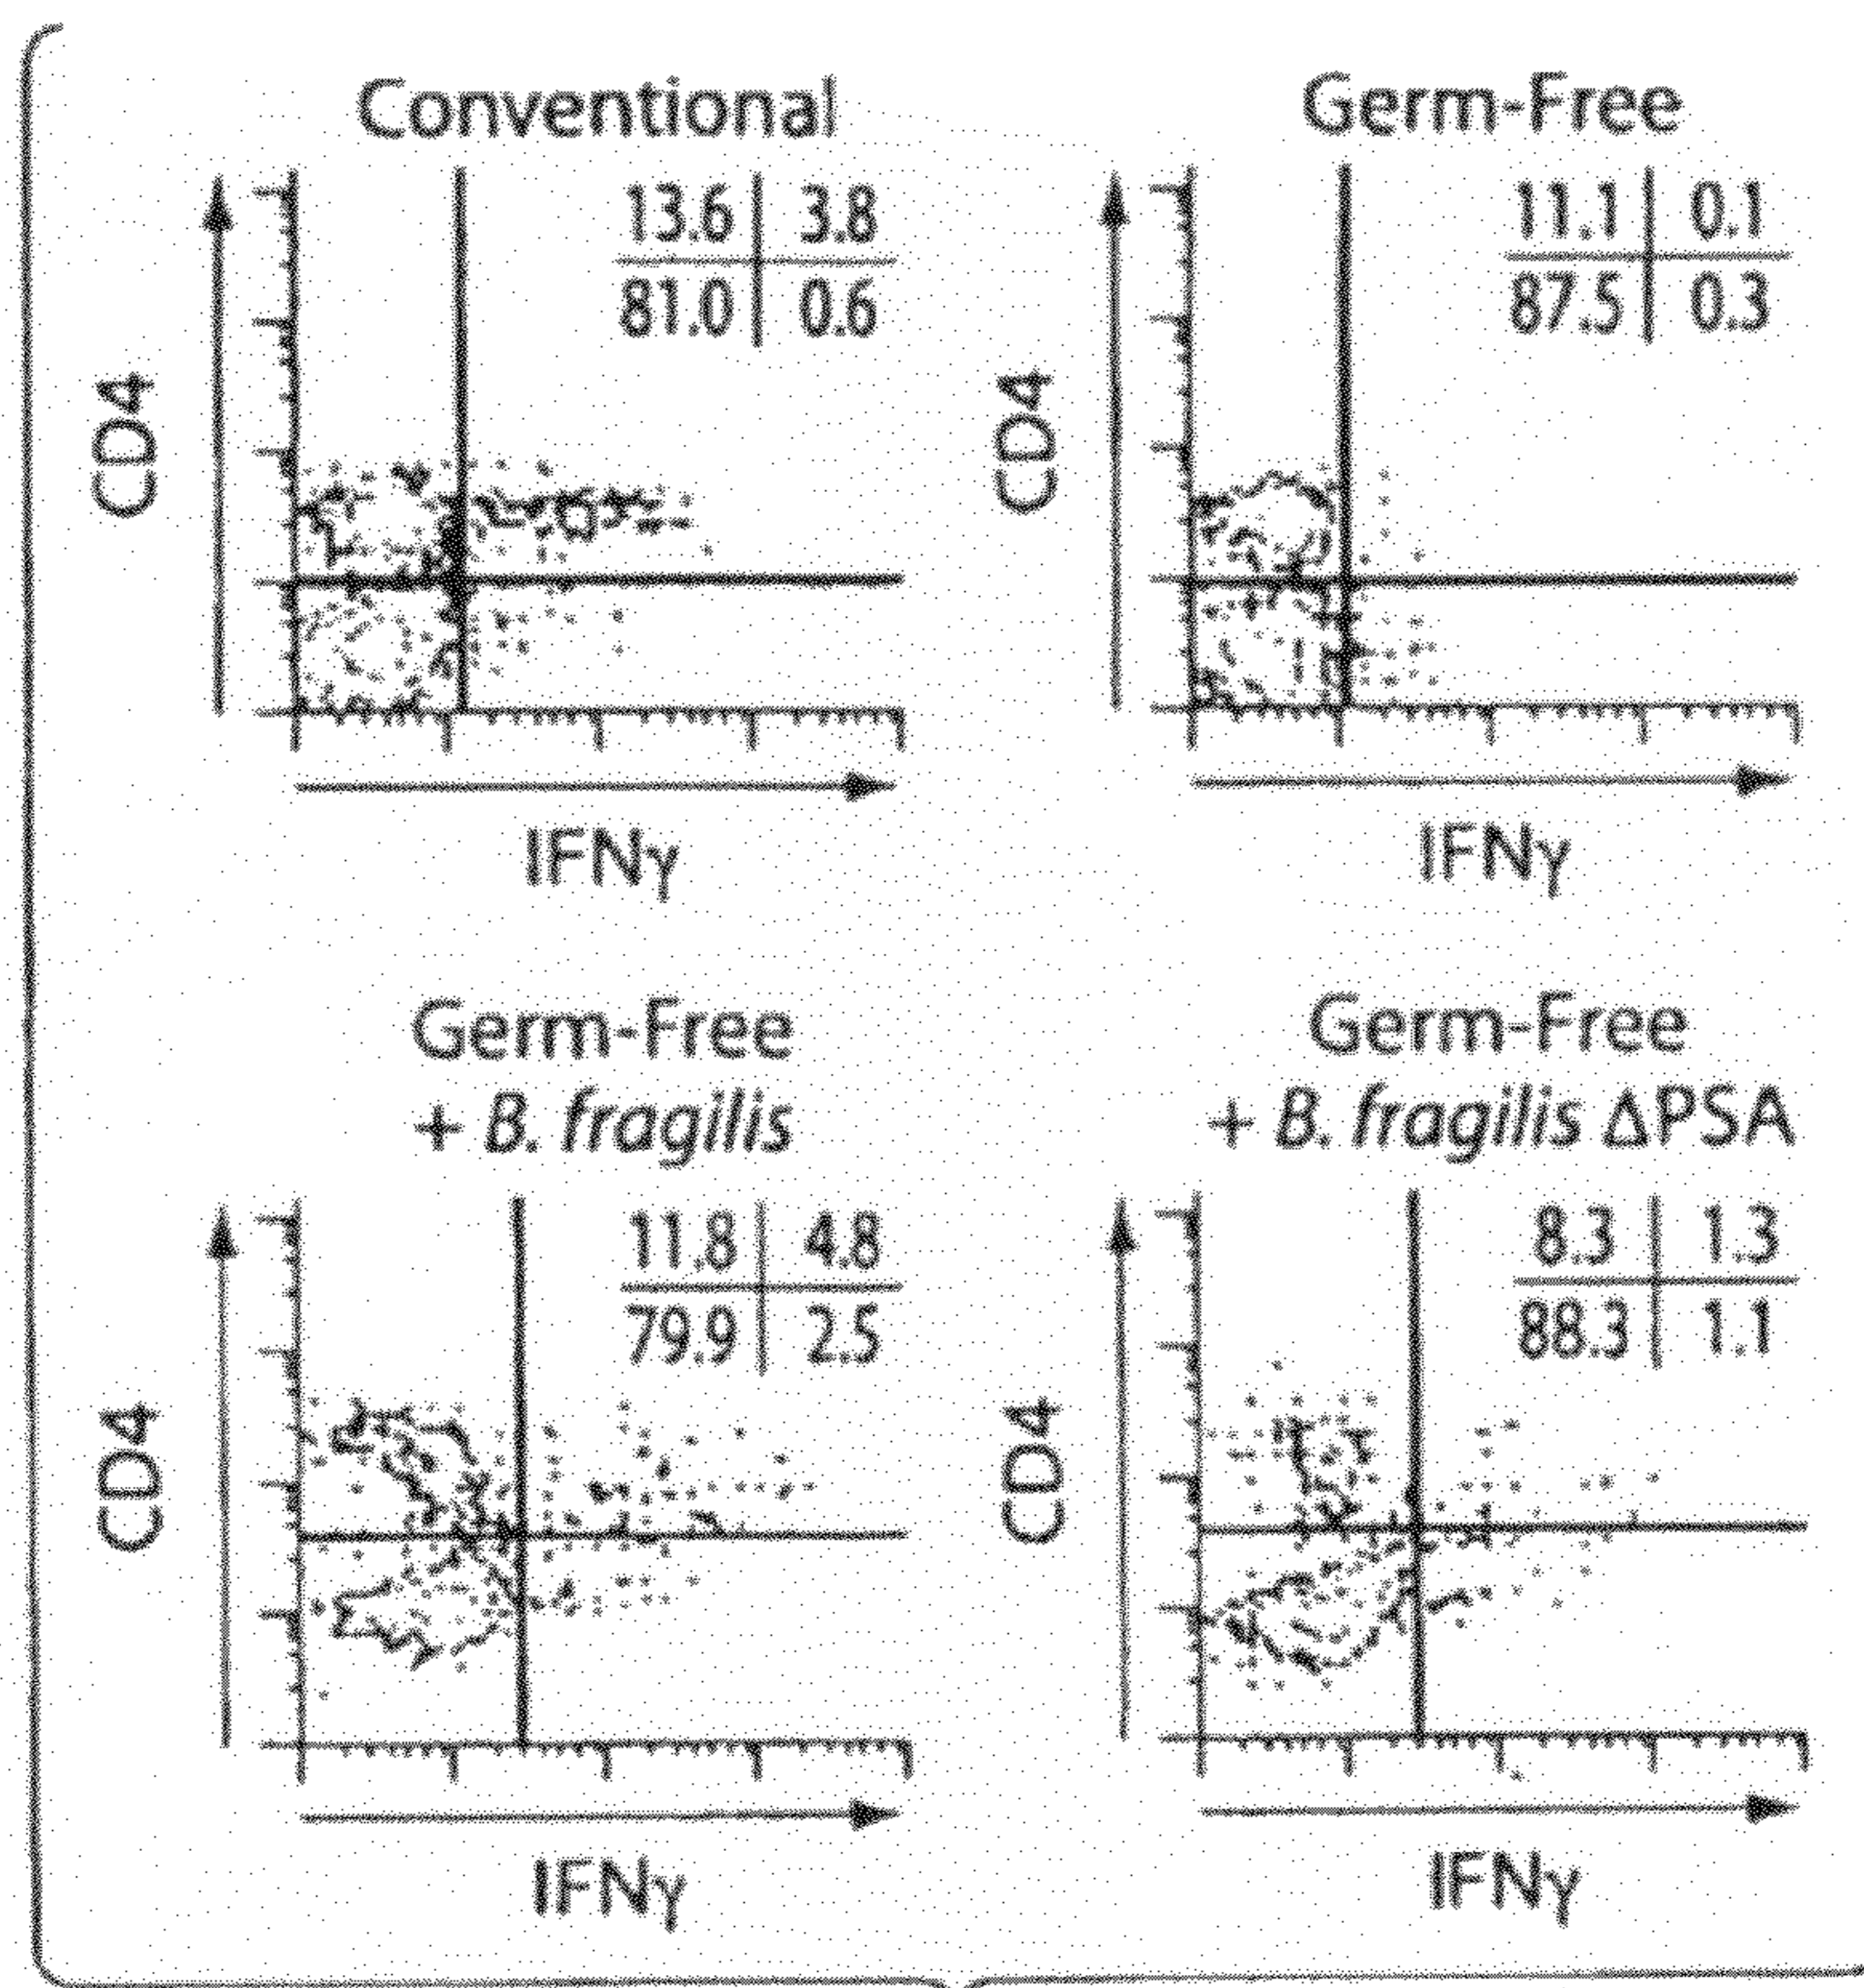 Conventional
13.6 3.8
81.0 0.6
CD4
IFNγ
Germ-Free
11.1 0.1
87.5 0.3
CD4
IFNγ
Germ-Free
+ B. fragilis
11.8 4.8
79.9 2.5
CD4
IFNγ
Germ-Free
+ B. fragilis ΔPSA
8.3 1.3
88.3 1.1
CD4
IFNγ